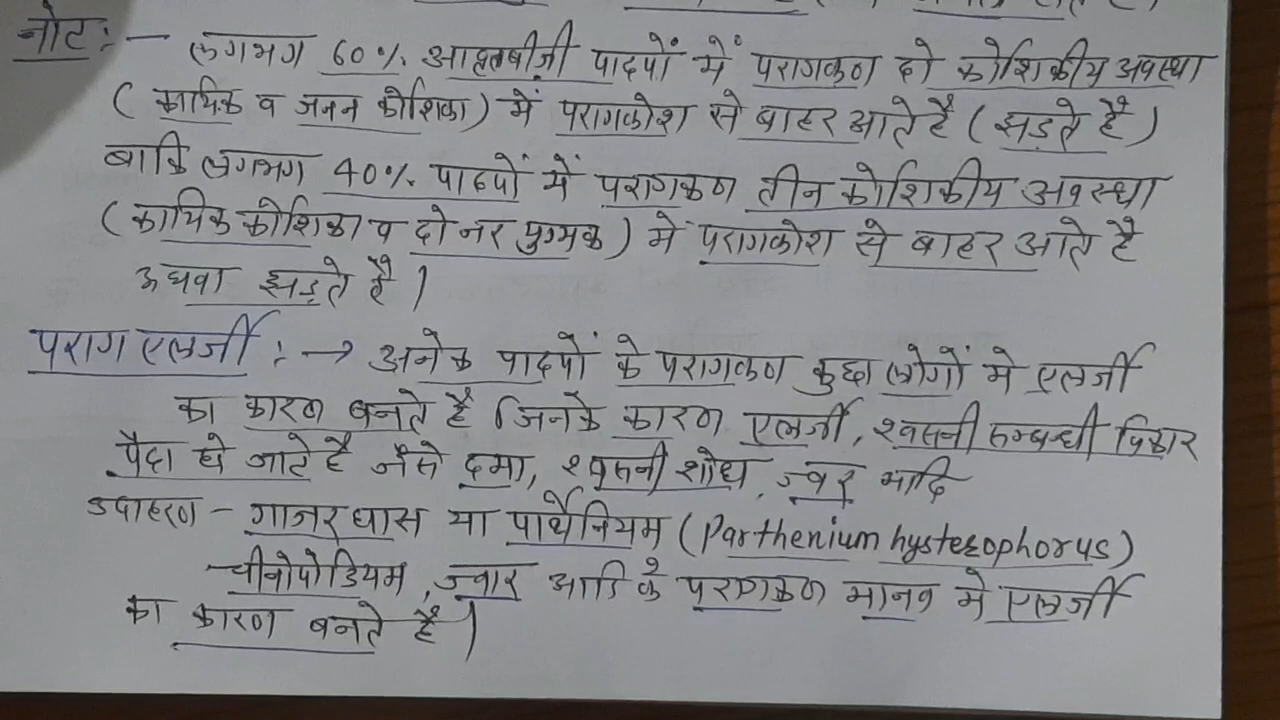 नोट:- लगभग 60% आवृतबीजी पादपों में परागकण दो कोशिकीय अवस्था
( कायिक व जनन कोशिका) में परागकोश से बाहर आते है (झड़ते है)
बाकि लगभग 40% पादपों में परागकण तीन कोशिकीय अवस्था
(कायिक कोशिका व दो नर युग्मक) में परागकोश से बाहर आते है
अथवा झड़ते है।
पराग एलर्जी :→ अनेक पादपों के परागकण कुछ लोगों मे एलर्जी
का कारण बनते है जिनके कारण एलर्जी, श्वसनी सम्बन्धी विकार
पैदा हो जाते है जैसे दमा, श्वसनी शोध, ज्वर आदि
उदाहरण - गाजर घास या पार्थेनियम (Parthenium hysterophorus)
चीनोपोडियम, ज्वार आदि के परागकण मानव मे एलर्जी
का कारण बनते है।